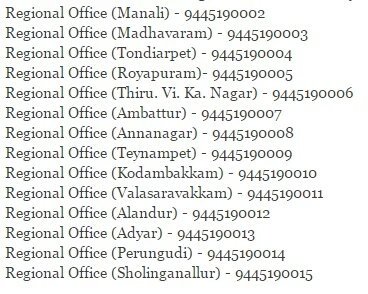 Regional Office (Manali) - 9445190002
Regional Office (Madhavaram) - 9445190003
Regional Office (Tondiarpet) - 9445190004
Regional Office (Royapuram)- 9445190005
Regional Office (Thiru. Vi. Ka. Nagar) - 9445190006
Regional Office (Ambattur) - 9445190007
Regional Office (Annanagar) - 9445190008
Regional Office (Teynampet) - 9445190009
Regional Office (Kodambakkam) - 9445190010
Regional Office (Valasaravakkam) - 9445190011
Regional Office (Alandur) - 9445190012
Regional Office (Adyar) - 9445190013
Regional Office (Perungudi) - 9445190014
Regional Office (Sholinganallur) - 9445190015